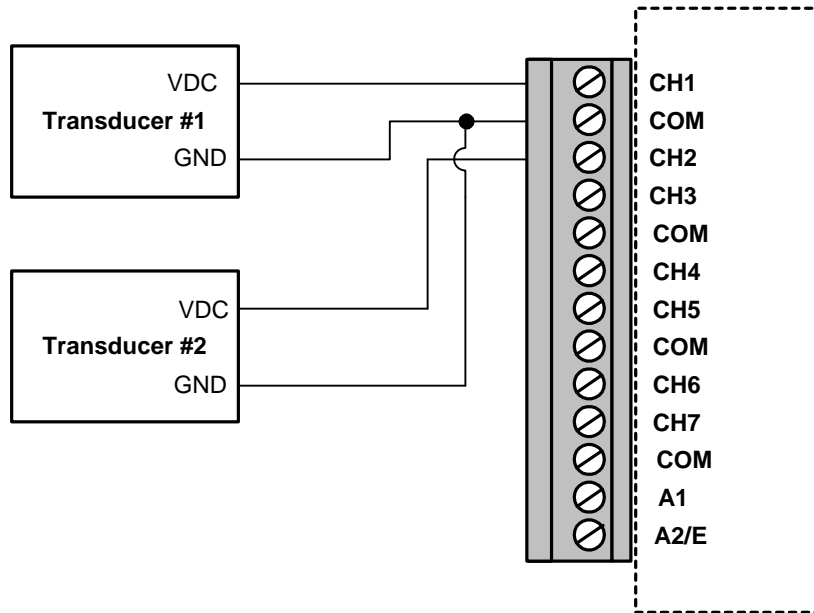 VDC
Transducer #1
GND
VDC
Transducer #2
GND
CH1
COM
CH2
CH3
COM
CH4
CH5
COM
CH6
CH7
COM
A1
A2/E